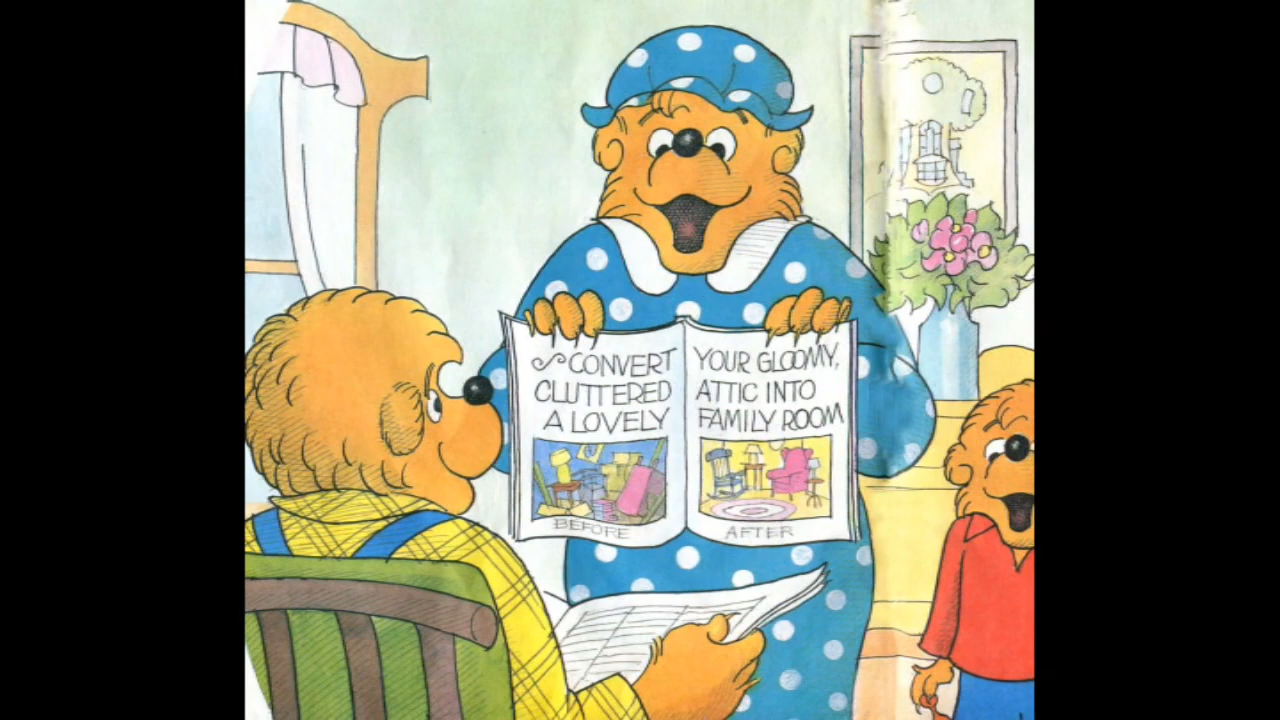 CONVERT YOUR GLOOMY,
CLUTTERED ATTIC INTO
A LOVELY FAMILY ROOM
BEFORE AFTER